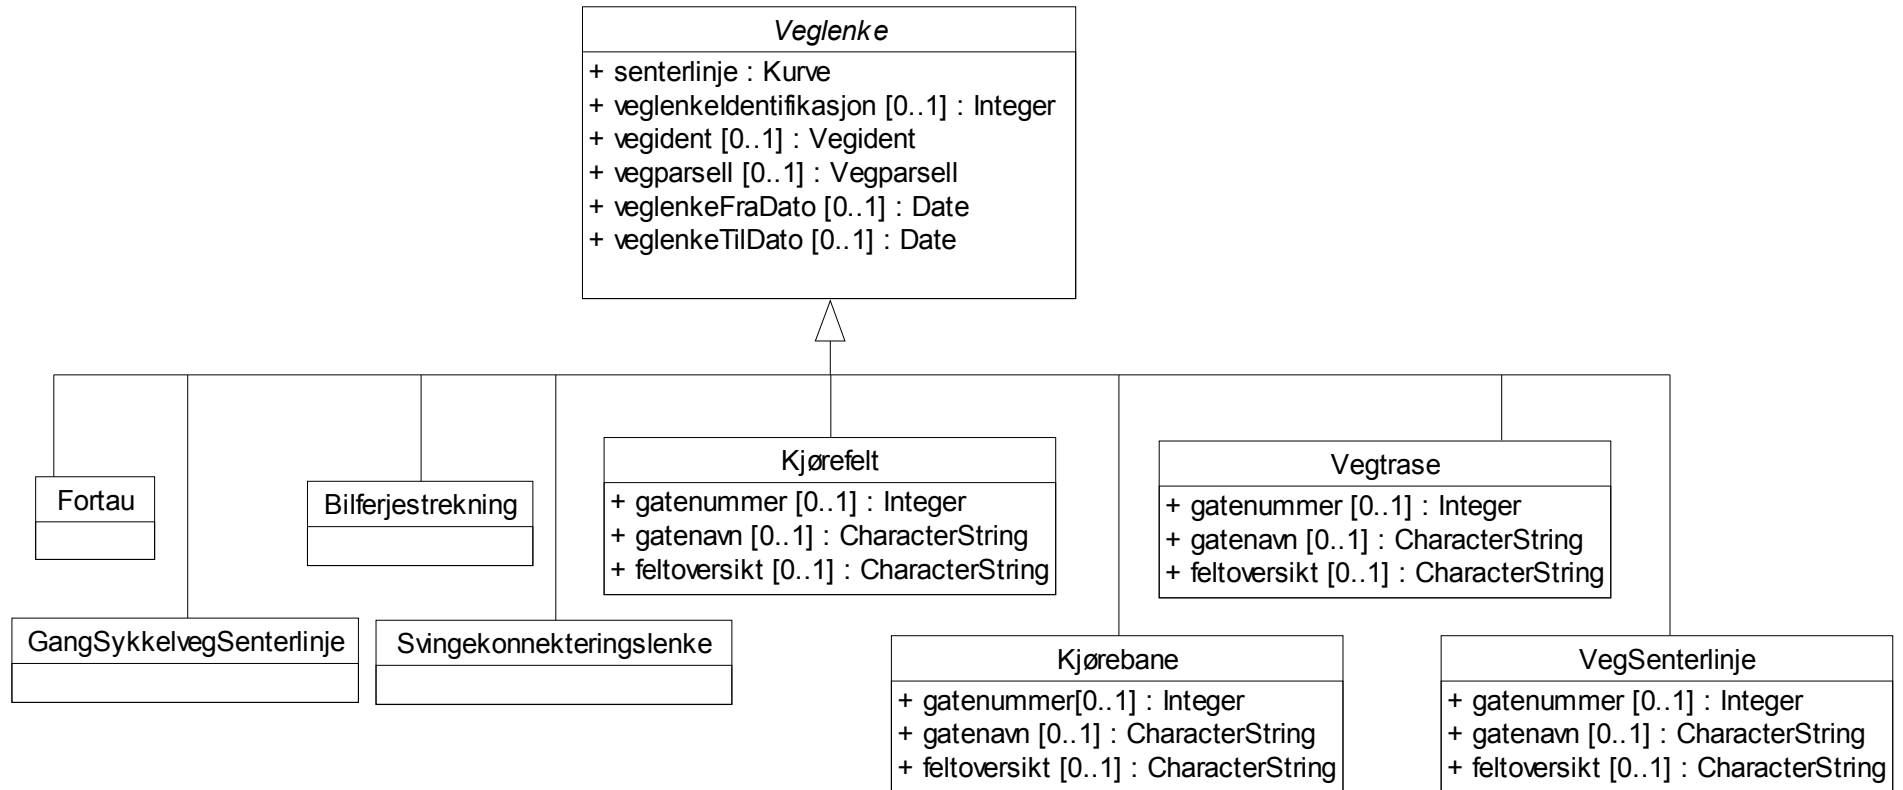 Veglenke
+ senterlinje : Kurve
+ veglenkeIdentifikasjon [0..1] : Integer
+ vegident [0..1] : Vegident
+ vegparsell [0..1] : Vegparsell
+ veglenkeFraDato [0..1] : Date
+ veglenkeTilDato [0..1] : Date
Fortau
Bilferjestrekning
Kjørefelt
+ gatenummer [0..1] : Integer
+ gatenavn [0..1] : CharacterString
+ feltoversikt [0..1] : CharacterString
Vegtrase
+ gatenummer [0..1] : Integer
+ gatenavn [0..1] : CharacterString
+ feltoversikt [0..1] : CharacterString
GangSykkelvegSenterlinje
Svingekonnekteringslenke
Kjørebane
+ gatenummer[0..1] : Integer
+ gatenavn [0..1] : CharacterString
+ feltoversikt [0..1] : CharacterString
VegSenterlinje
+ gatenummer [0..1] : Integer
+ gatenavn [0..1] : CharacterString
+ feltoversikt [0..1] : CharacterString